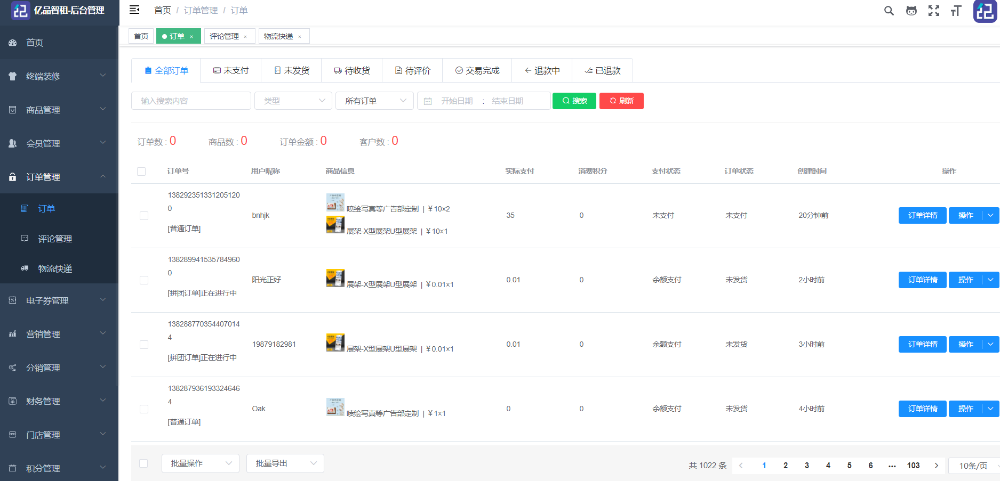 亿品智租-后台管理
首页 / 订单管理 / 订单
首页
订单 ×
评论管理 ×
物流快递 ×
首页
终端装修
商品管理
会员管理
订单管理
订单
评论管理
物流快递
电子券管理
营销管理
分销管理
财务管理
门店管理
积分管理
全部订单
未支付
未发货
待收货
待评价
交易完成
退款中
已退款
输入搜索内容
类型
所有订单
开始日期 : 结束日期
搜索
刷新
订单数 : 0
商品数 : 0
订单金额 : 0
客户数 : 0
订单号 用户昵称 商品信息 实际支付 消费积分 支付状态 订单状态 创建时间 操作
138292351331205120
0
[普通订单]
bnhjk
喷绘写真等广告部定制 | ¥10×2
展架-X型展架U型展架 | ¥10×1
35 0 未支付 未支付 20分钟前 订单详情 操作
138289941535784960
0
[拼团订单]正在进行中
阳光正好
展架-X型展架U型展架 | ¥0.01×1
0.01 0 余额支付 未发货 2小时前 订单详情 操作
138288770354407014
4
[拼团订单]正在进行中
19879182981
展架-X型展架U型展架 | ¥0.01×1
0.01 0 余额支付 未发货 3小时前 订单详情 操作
138287936193324646
4
[普通订单]
Oak
喷绘写真等广告部定制 | ¥1×1
0 0 余额支付 未发货 4小时前 订单详情 操作
批量操作
批量导出
共 1022 条 1 2 3 4 5 6 ... 103 10条/页